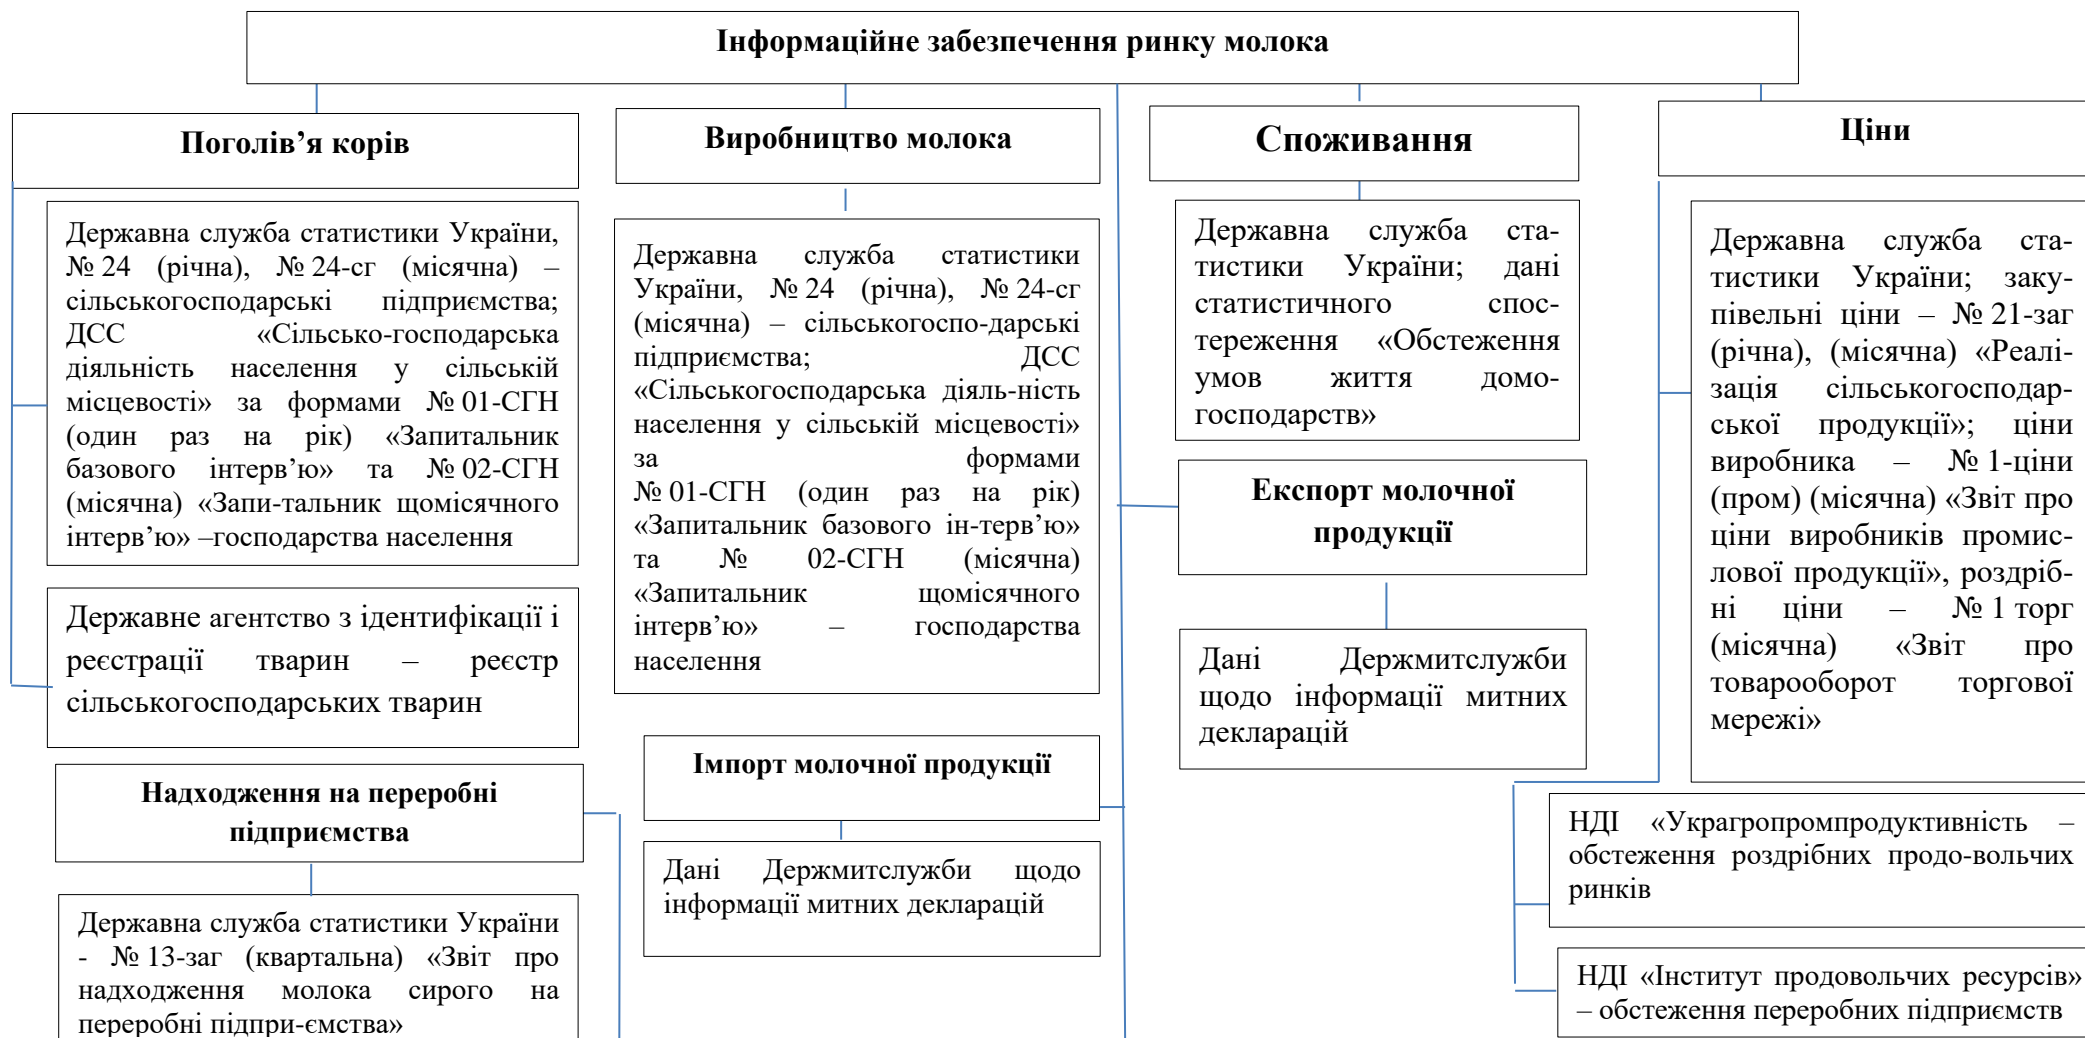 Інформаційне забезпечення ринку молока
Поголів’я корів
Державна служба статистики України,
№ 24 (річна), № 24-сг (місячна) –
сільськогосподарські підприємства;
ДСС «Сільсько-господарська
діяльність населення у сільській
місцевості» за формами № 01-СГН
(один раз на рік) «Запитальник
базового інтерв’ю» та № 02-СГН
(місячна) «Запи-тальник щомісячного
інтерв’ю» –господарства населення
Державне агентство з ідентифікації і
реєстрації тварин – реєстр
сільськогосподарських тварин
Надходження на переробні
підприємства
Державна служба статистики України
- № 13-заг (квартальна) «Звіт про
надходження молока сирого на
переробні підпри-ємства»
Виробництво молока
Державна служба статистики
України, № 24 (річна), № 24-сг
(місячна) – сільськогоспо-дарські
підприємства; ДСС
«Сільськогосподарська діяль-ність
населення у сільській місцевості»
за формами
№ 01-СГН (один раз на рік)
«Запитальник базового ін-терв’ю»
та № 02-СГН (місячна)
«Запитальник щомісячного
інтерв’ю» – господарства
населення
Імпорт молочної продукції
Дані Держмитслужби щодо
інформації митних декларацій
Споживання
Державна служба ста-
тистики України; дані
статистичного спос-
тереження «Обстеження
умов життя домо-
господарств»
Експорт молочної
продукції
Дані Держмитслужби
щодо інформації митних
декларацій
Ціни
Державна служба ста-
тистики України; заку-
півельні ціни – № 21-заг
(річна), (місячна) «Реалі-
зація сільськогосподар-
ської продукції»; ціни
виробника – № 1-ціни
(пром) (місячна) «Звіт про
ціни виробників промис-
лової продукції», роздріб-
ні ціни – № 1 торг
(місячна) «Звіт про
товарооборот торгової
мережі»
НДІ «Украгропромпродуктивність –
обстеження роздрібних продо-вольчих
ринків
НДІ «Інститут продовольчих ресурсів»
– обстеження переробних підприємств